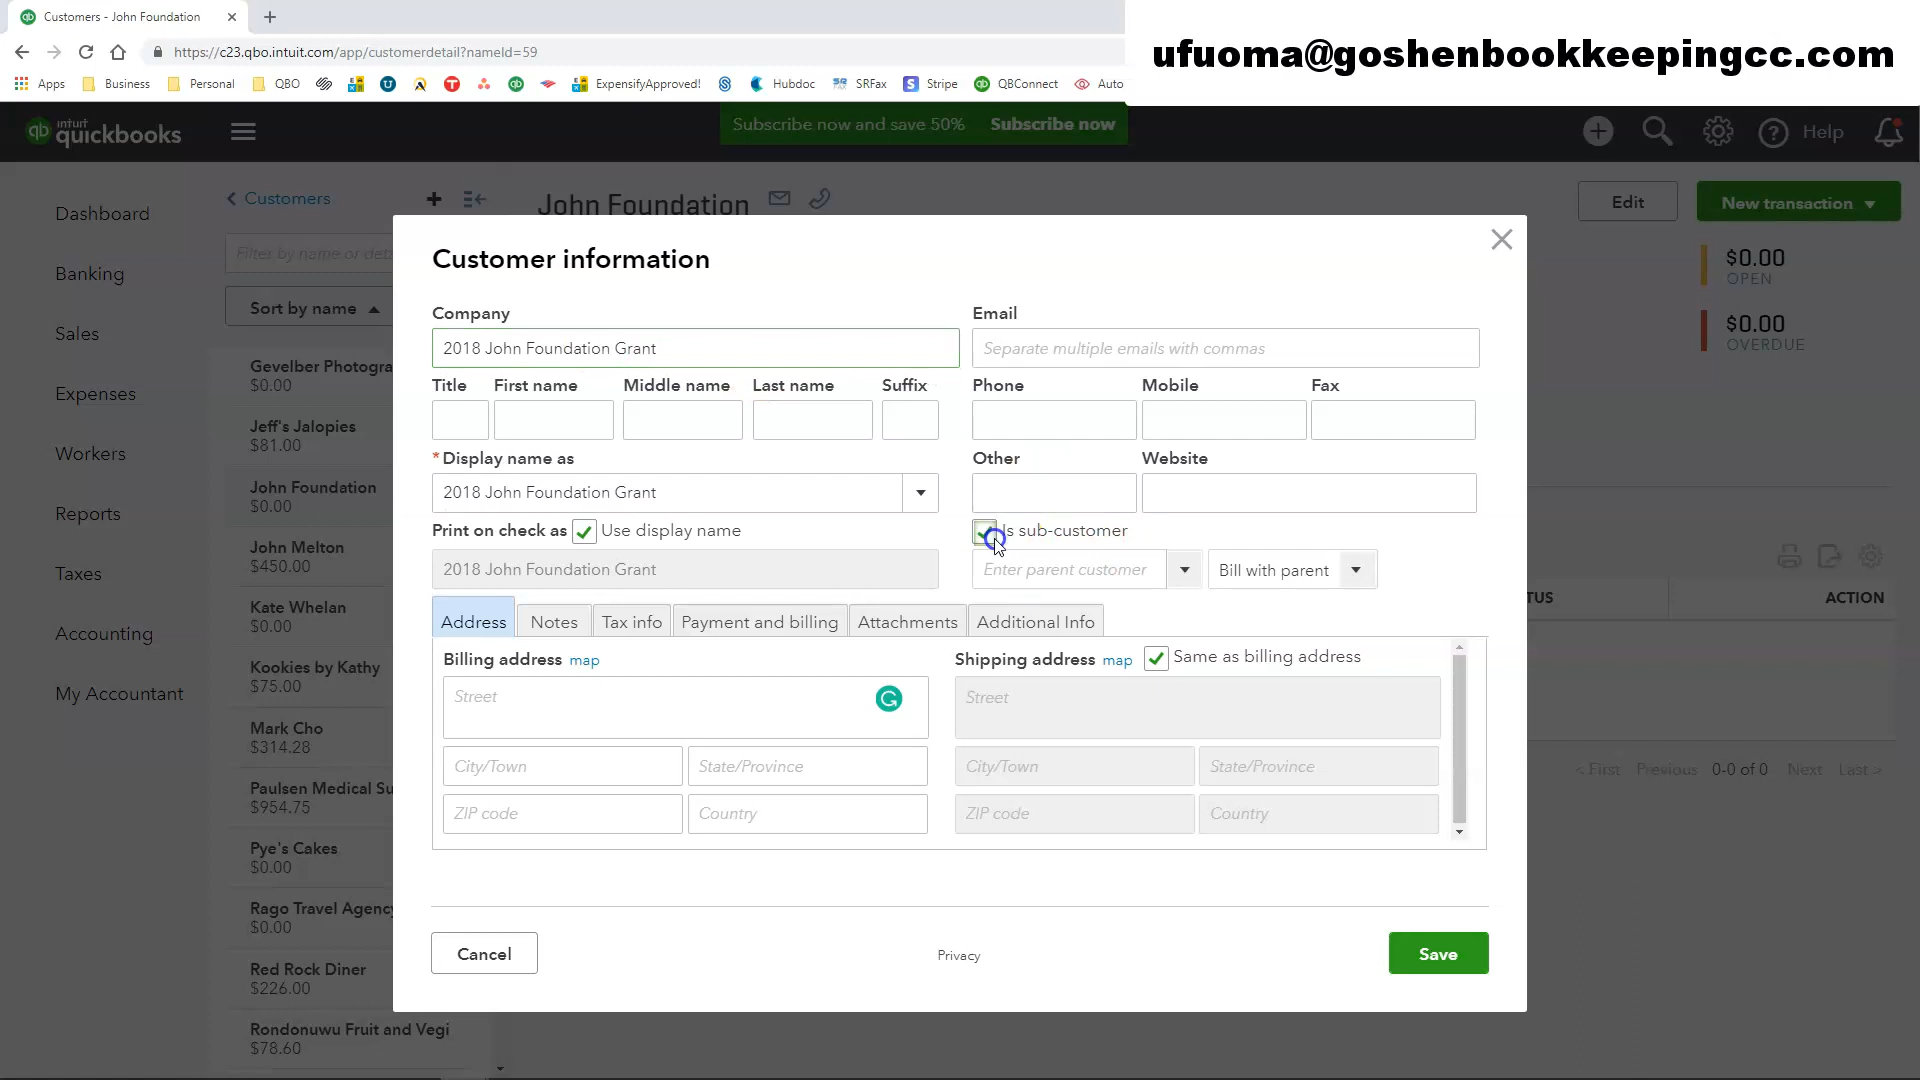 Customers - John Foundation
ufuoma@goshenbookkeepingcc.com
https://c23.qbo.intuit.com/app/customerdetail?nameId=59
Apps Business Personal QBO ExpensifyApproved! Hubdoc SRFax Stripe QBConnect Auto
intuit quickbooks
Subscribe now and save 50% Subscribe now
Help
Dashboard
Banking
Sales
Expenses
Workers
Reports
Taxes
Accounting
My Accountant
Customers
Filter by name or deta
Sort by name
Gevelber Photogra
$0.00
Jeff's Jalopies
$81.00
John Foundation
$0.00
John Melton
$450.00
Kate Whelan
$0.00
Kookies by Kathy
$75.00
Mark Cho
$314.28
Paulsen Medical Su
$954.75
Pye's Cakes
$0.00
Rago Travel Agency
$0.00
Red Rock Diner
$226.00
Rondonuwu Fruit and Vegi
$78.60
John Foundation
Edit New transaction
$0.00
OPEN
$0.00
OVERDUE
TUS ACTION
< First Previous 0-0 of 0 Next Last >
Customer information
Company Email
2018 John Foundation Grant Separate multiple emails with commas
Title First name Middle name Last name Suffix Phone Mobile Fax
* Display name as Other Website
2018 John Foundation Grant
Print on check as Use display name Is sub-customer
2018 John Foundation Grant Enter parent customer Bill with parent
Address Notes Tax info Payment and billing Attachments Additional Info
Billing address map Shipping address map Same as billing address
Street Street
City/Town State/Province City/Town State/Province
ZIP code Country ZIP code Country
Cancel Privacy Save